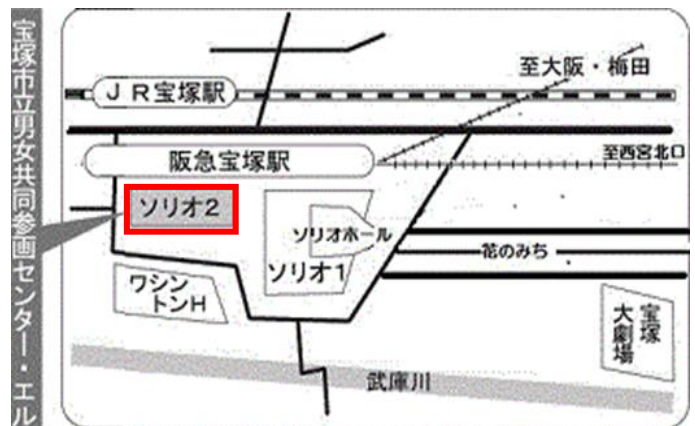 宝塚市立男女共同参画センター・エル
至大阪・梅田
JR宝塚駅
阪急宝塚駅
至西宮北口
ソリオ2
ソリオホール
ソリオ1
花のみち
ワシン
トンH
宝塚
大劇場
武庫川